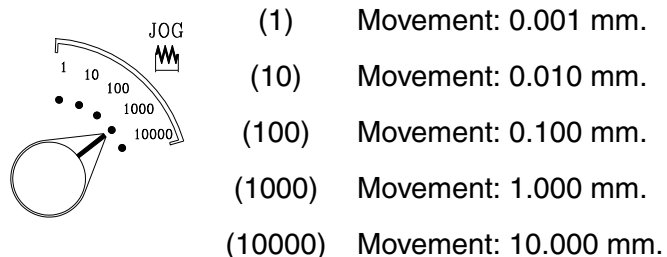 JOG
1
10
100
1000
10000
(1) Movement: 0.001 mm.
(10) Movement: 0.010 mm.
(100) Movement: 0.100 mm.
(1000) Movement: 1.000 mm.
(10000) Movement: 10.000 mm.